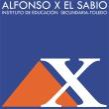 ALFONSO X EL SABIO
INSTITUTO DE EDUCACIÓN SECUNDARIA-TOLEDO
X